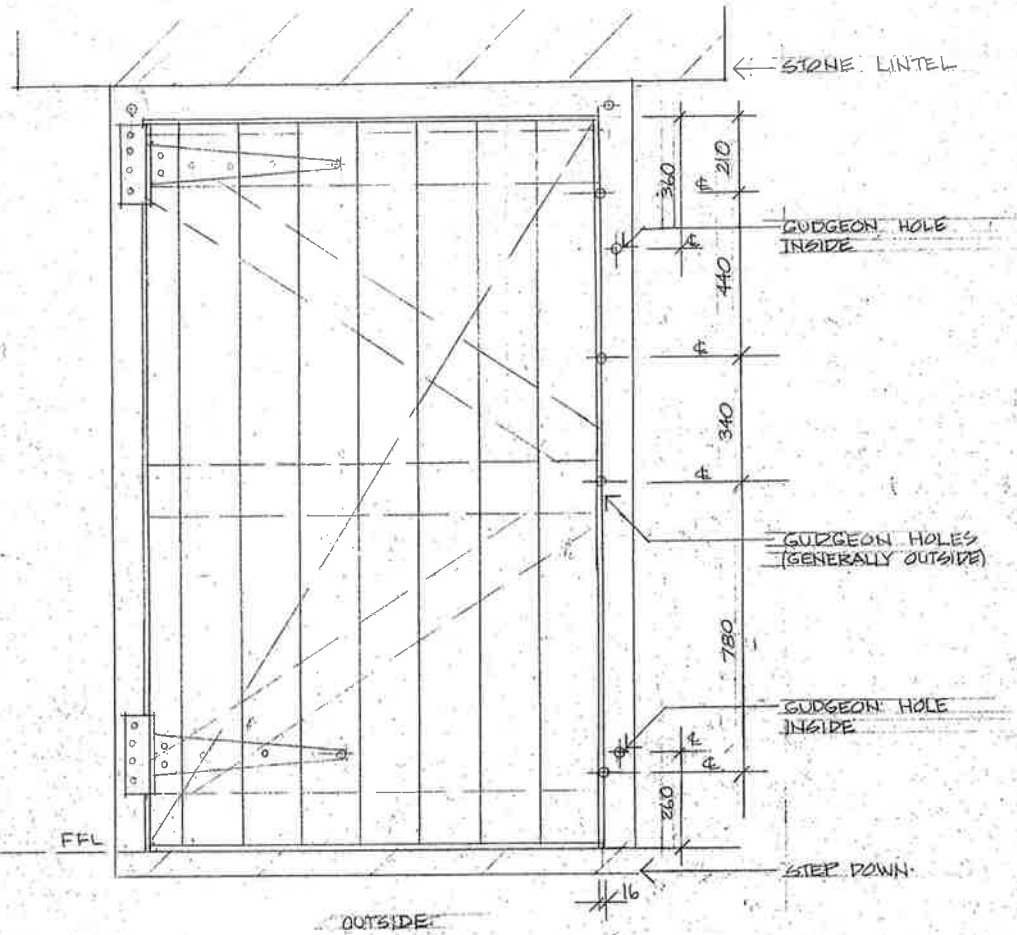 STONE LINTEL
210
360
℄
GUDGEON HOLE
INSIDE
℄
440
℄
340
℄
GUDGEON HOLES
(GENERALLY OUTSIDE)
780
GUDGEON HOLE
INSIDE
℄
℄
260
FFL
STEP DOWN.
16
OUTSIDE